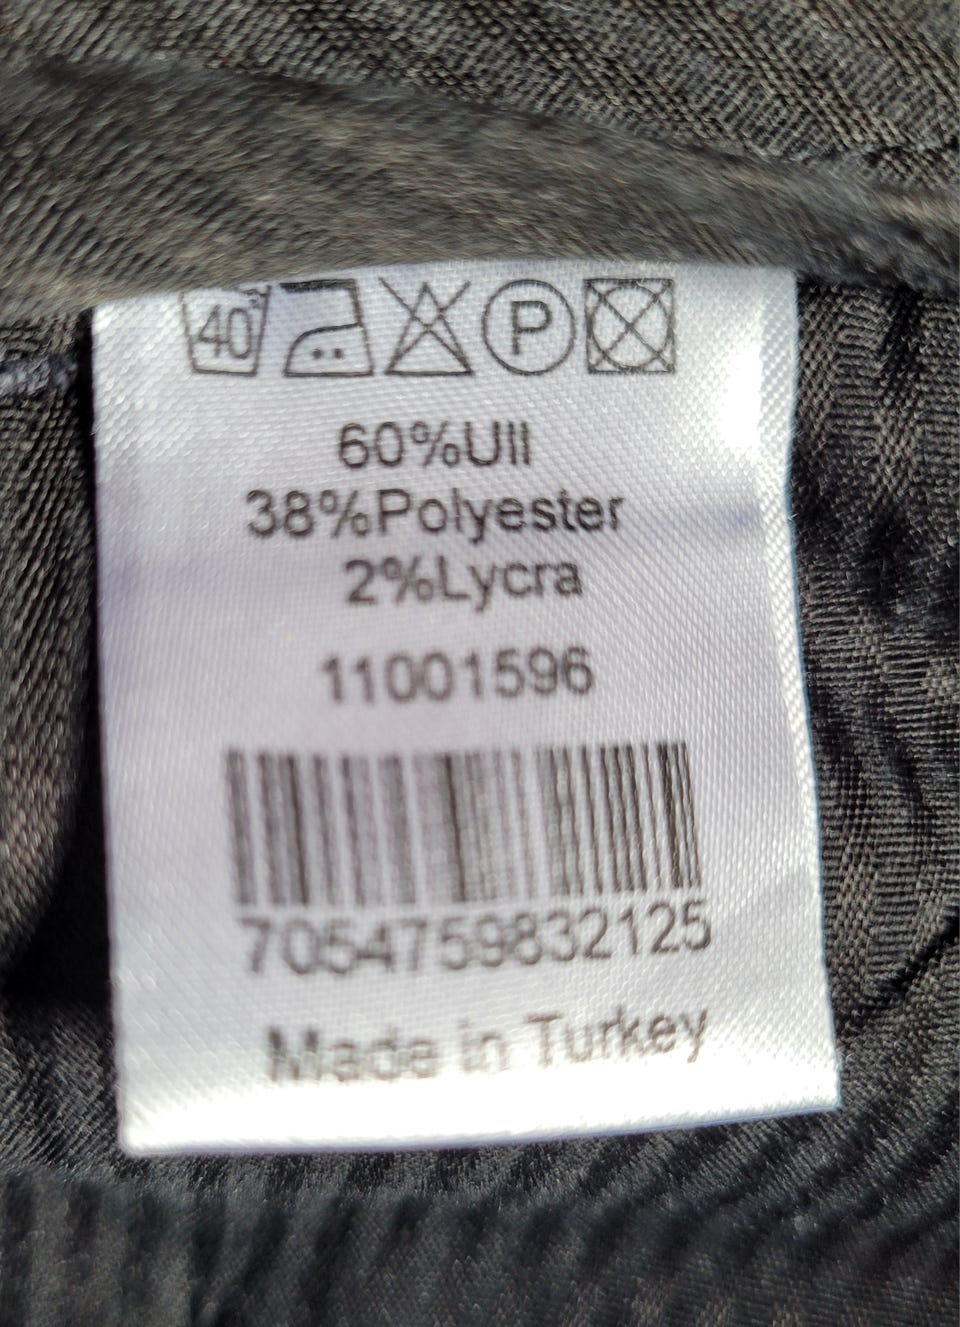 40
P
60%Ull
38%Polyester
2%Lycra
11001596
7054759832125
Made in Turkey